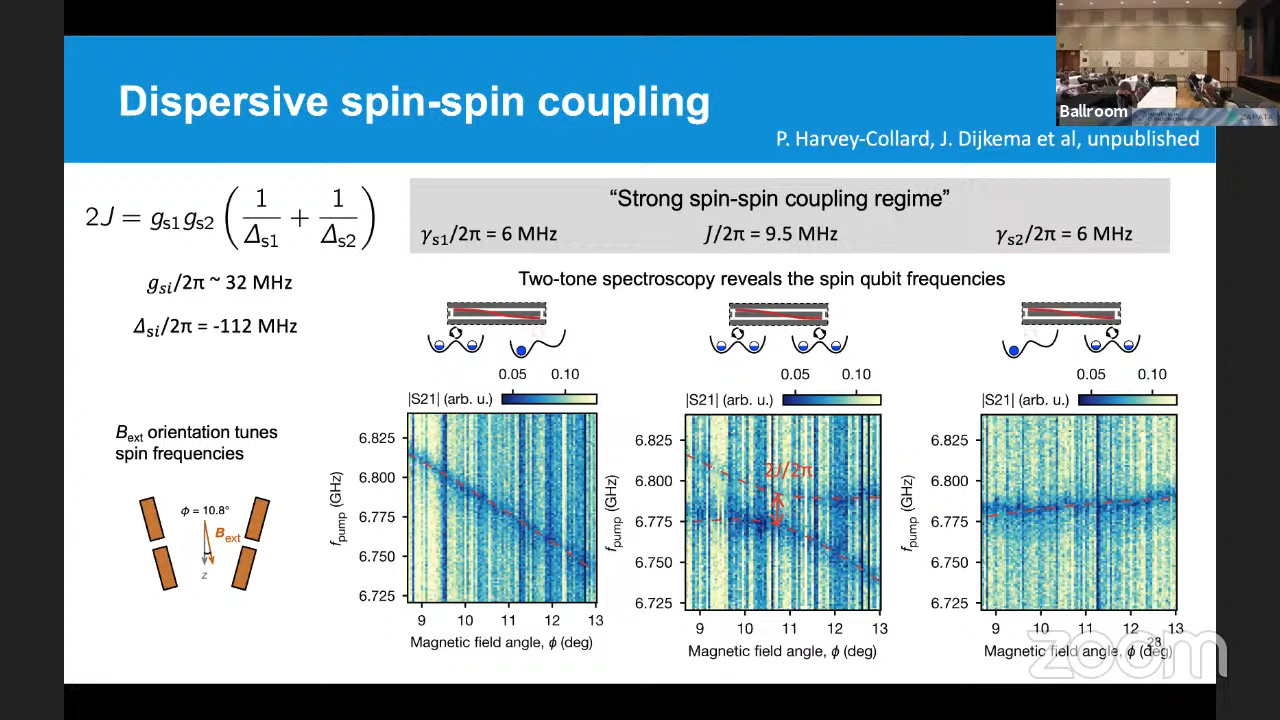 Dispersive spin-spin coupling
Ballroom
ZAPATA
P. Harvey-Collard, J. Dijkema et al, unpublished
2J = g_s1 g_s2 ( 1/Δ_s1 + 1/Δ_s2 )
g_si/2π ~ 32 MHz
Δ_si/2π = -112 MHz
“Strong spin-spin coupling regime”
γ_s1/2π = 6 MHz
J/2π = 9.5 MHz
γ_s2/2π = 6 MHz
Two-tone spectroscopy reveals the spin qubit frequencies
B_ext orientation tunes
spin frequencies
ϕ = 10.8°
B_ext
z
0.05 0.10
|S21| (arb. u.)
6.825
6.800
6.775
6.750
6.725
f_pump (GHz)
9 10 11 12 13
Magnetic field angle, ϕ (deg)
0.05 0.10
|S21| (arb. u.)
2J/2π
6.825
6.800
6.775
6.750
6.725
f_pump (GHz)
9 10 11 12 13
Magnetic field angle, ϕ (deg)
0.05 0.10
|S21| (arb. u.)
6.825
6.800
6.775
6.750
6.725
f_pump (GHz)
9 10 11 12 13
Magnetic field angle, ϕ (deg)
28
zoom